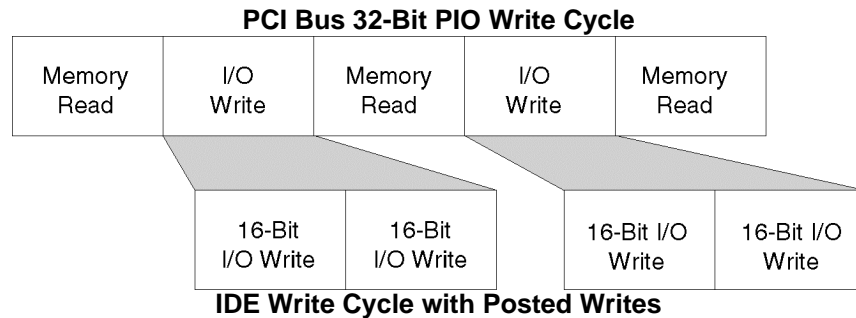 PCI Bus 32-Bit PIO Write Cycle
Memory
Read
I/O
Write
Memory
Read
I/O
Write
Memory
Read
16-Bit
I/O Write
16-Bit
I/O Write
16-Bit I/O
Write
16-Bit I/O
Write
IDE Write Cycle with Posted Writes